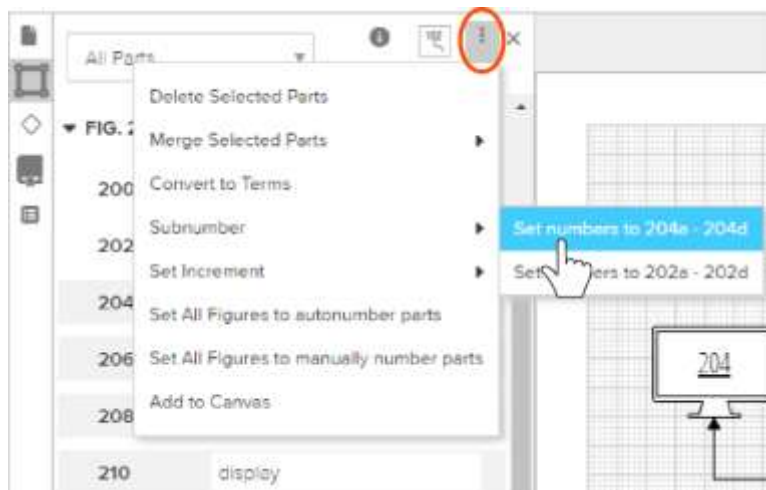 All Parts
Delete Selected Parts
FIG. 2
Merge Selected Parts
200
Convert to Terms
202
Subnumber
Set numbers to 204a - 204d
Set Increment
Set ers to 202a - 202d
204
Set All Figures to autonumber parts
206
Set All Figures to manually number parts
208
Add to Canvas
210 display
204